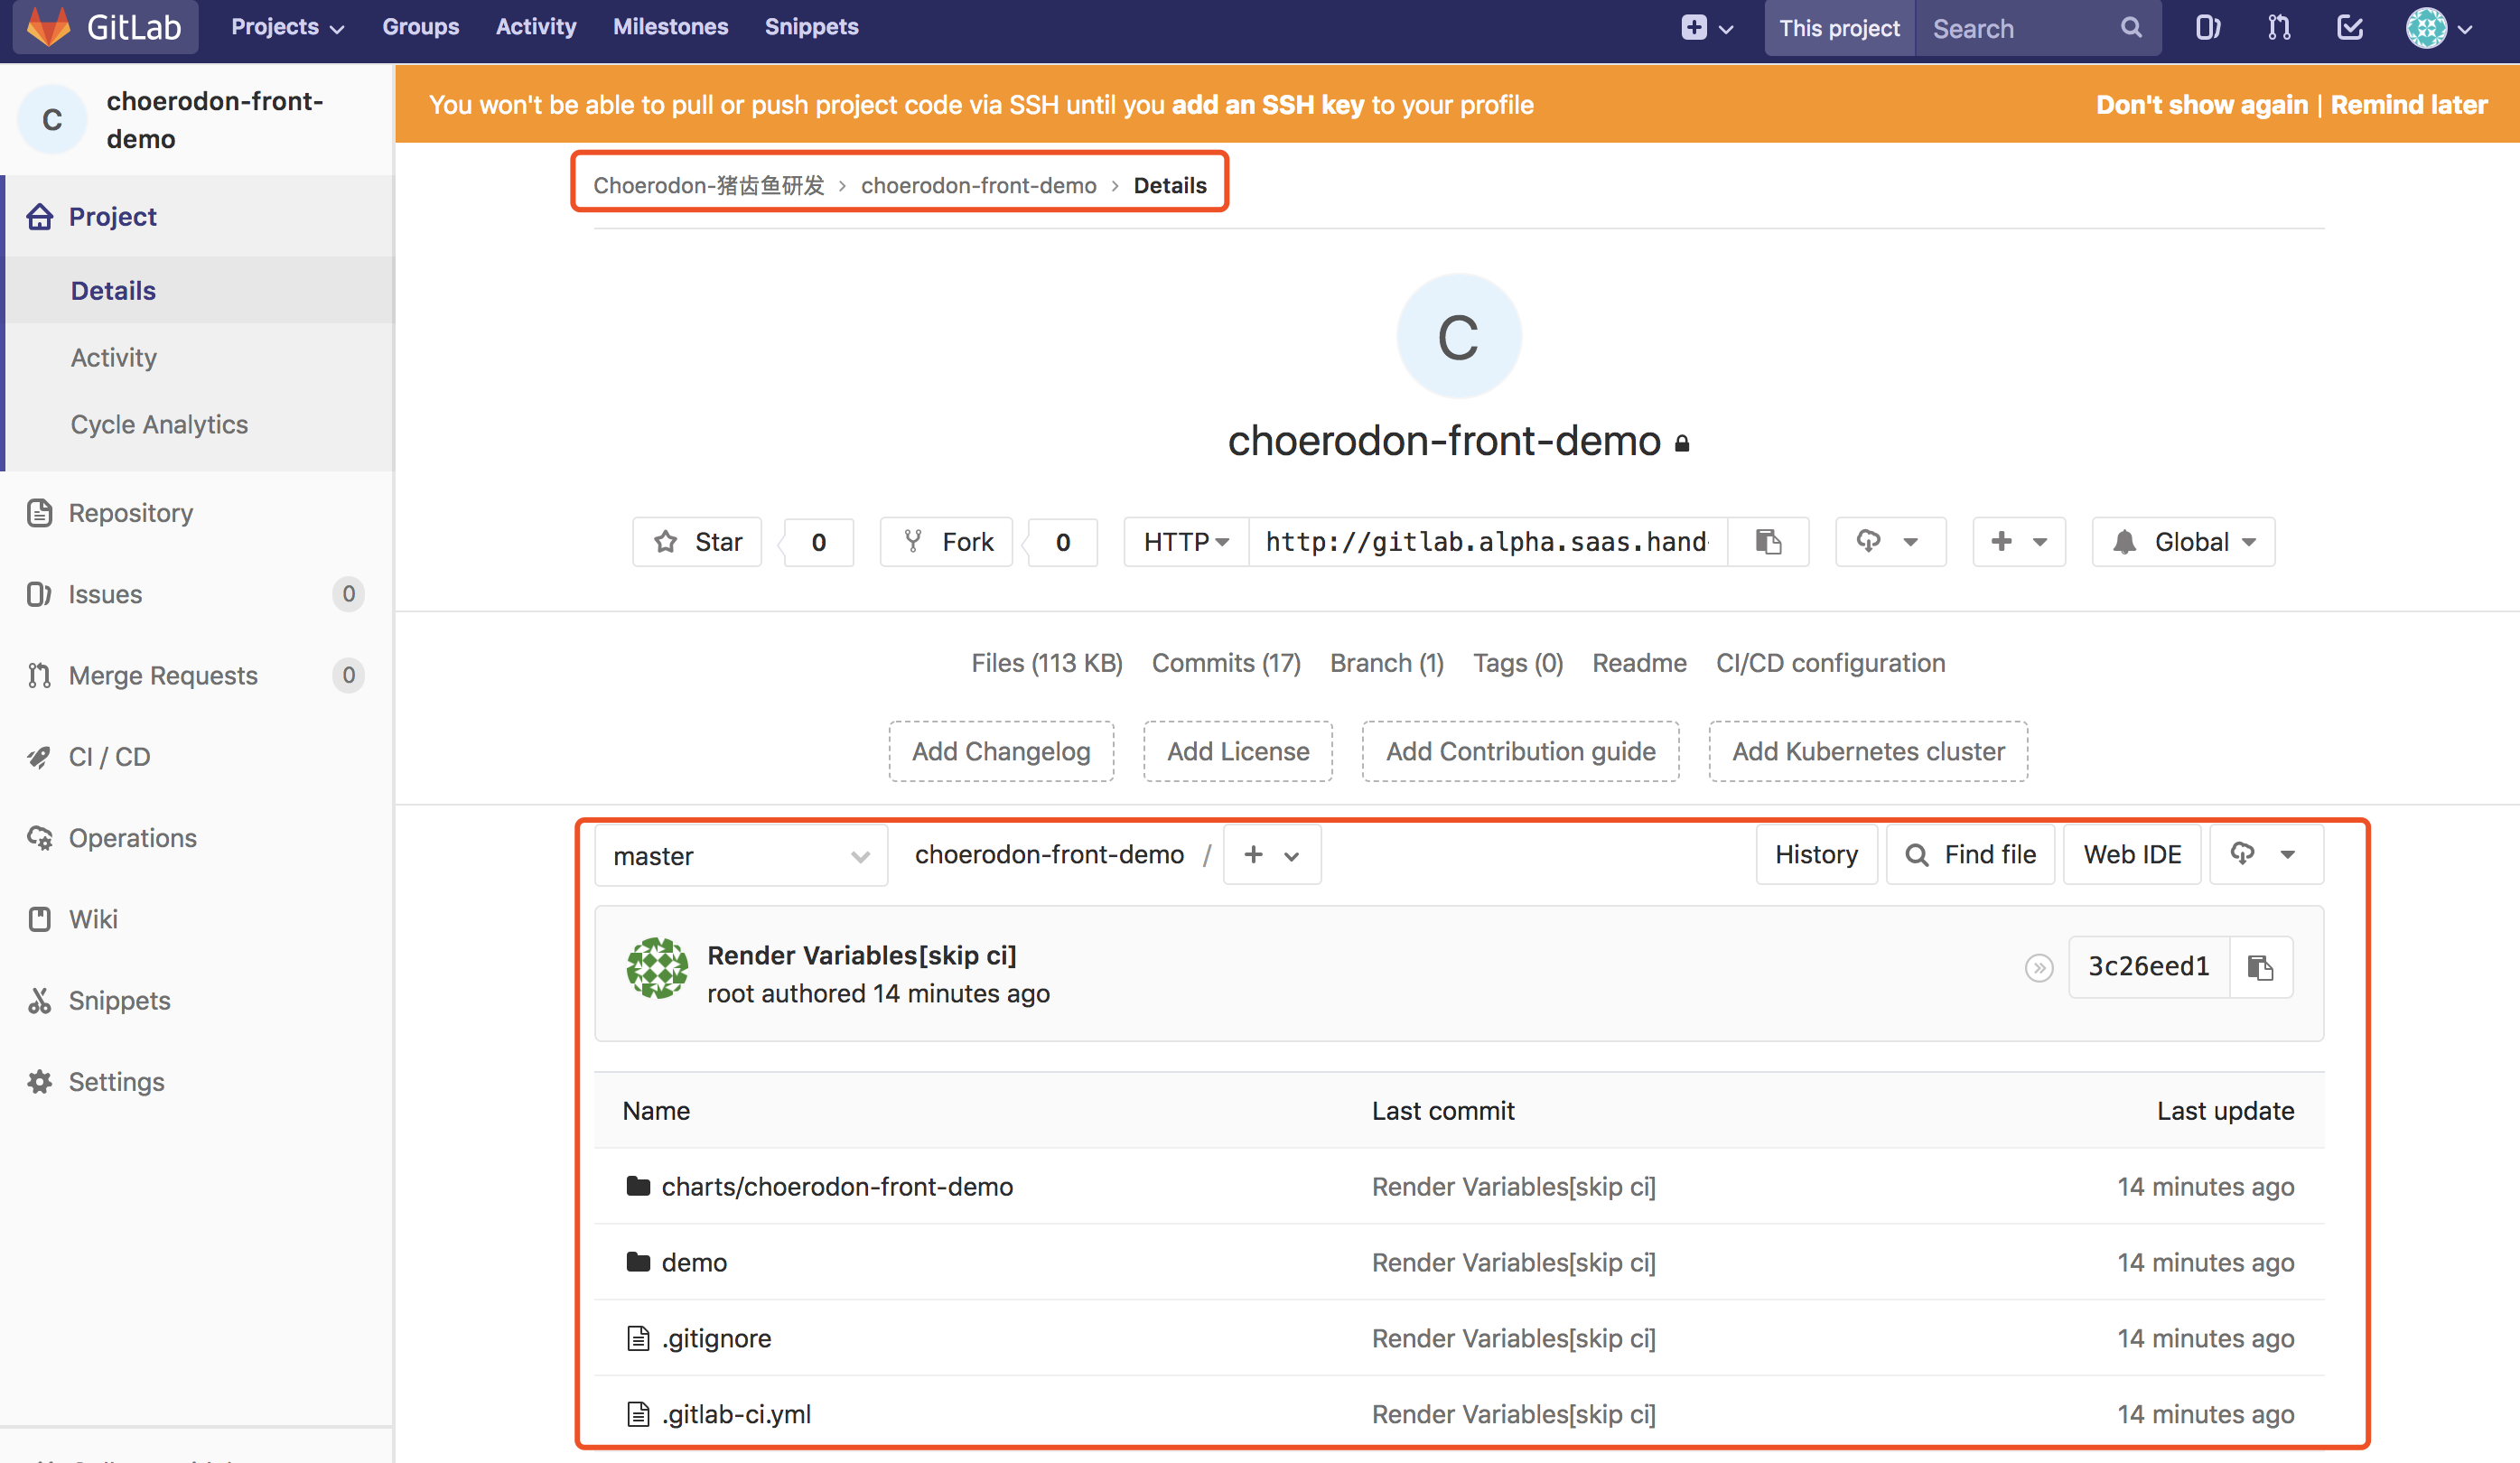 GitLab Projects Groups Activity Milestones Snippets This project Search
C choerodon-front-
demo
You won't be able to pull or push project code via SSH until you add an SSH key to your profile Don't show again | Remind later
Project
Details
Activity
Cycle Analytics
Repository
Issues 0
Merge Requests 0
CI / CD
Operations
Wiki
Snippets
Settings
Choerodon-猪齿鱼研发 › choerodon-front-demo › Details
C
choerodon-front-demo
Star 0 Fork 0 HTTP http://gitlab.alpha.saas.hand- Global
Files (113 KB) Commits (17) Branch (1) Tags (0) Readme CI/CD configuration
Add Changelog Add License Add Contribution guide Add Kubernetes cluster
master choerodon-front-demo / + History Find file Web IDE
Render Variables[skip ci]
root authored 14 minutes ago
3c26eed1
Name Last commit Last update
charts/choerodon-front-demo Render Variables[skip ci] 14 minutes ago
demo Render Variables[skip ci] 14 minutes ago
.gitignore Render Variables[skip ci] 14 minutes ago
.gitlab-ci.yml Render Variables[skip ci] 14 minutes ago